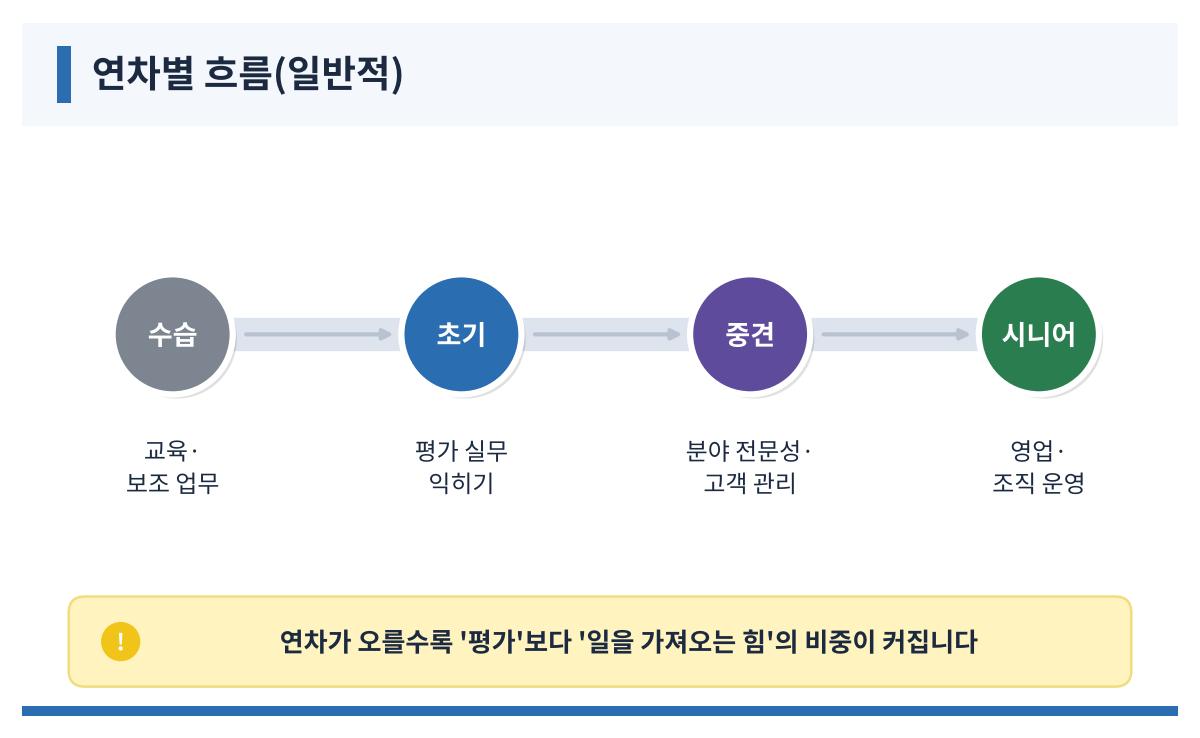 연차별 흐름(일반적)
수습
초기
중견
시니어
교육·
보조 업무
평가 실무
익히기
분야 전문성·
고객 관리
영업·
조직 운영
!
연차가 오를수록 '평가'보다 '일을 가져오는 힘'의 비중이 커집니다